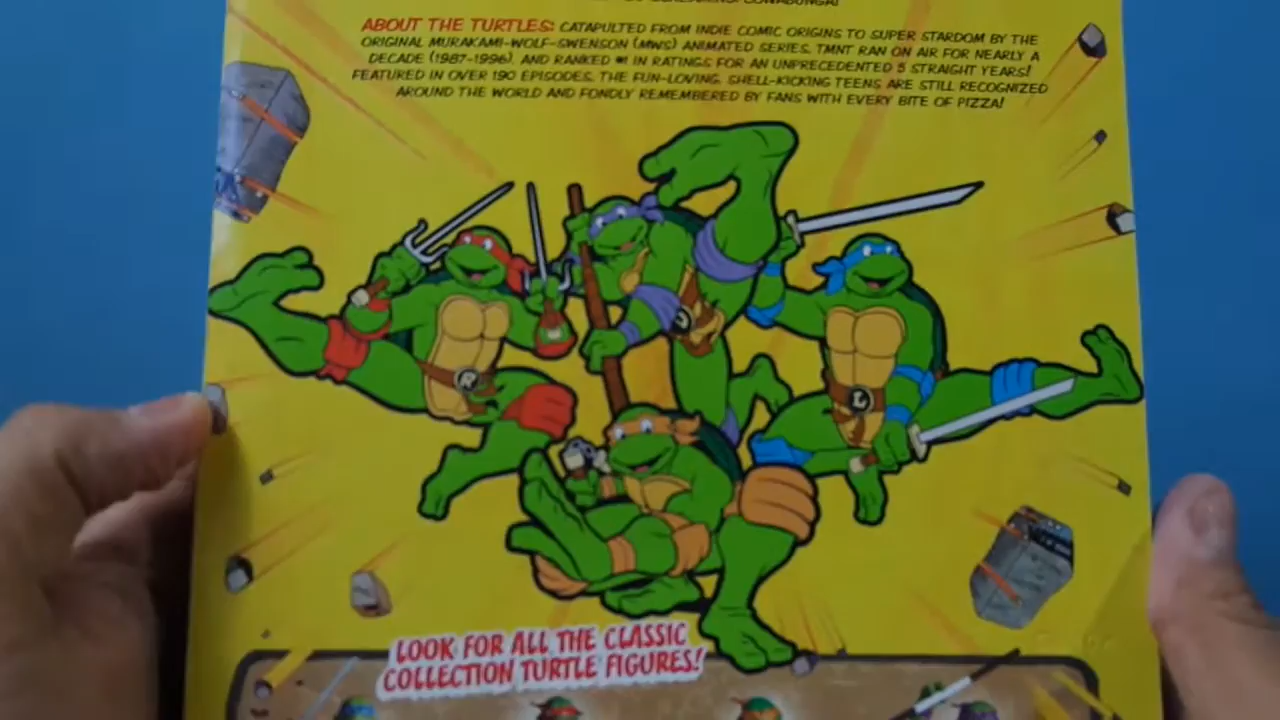 COWABUNGA!
ABOUT THE TURTLES: CATAPULTED FROM INDIE COMIC ORIGINS TO SUPER STARDOM BY THE
ORIGINAL MURAKAMI-WOLF-SWENSON (MWS) ANIMATED SERIES, TMNT RAN ON AIR FOR NEARLY A
DECADE (1987-1996), AND RANKED #1 IN RATINGS FOR AN UNPRECEDENTED 5 STRAIGHT YEARS!
FEATURED IN OVER 190 EPISODES, THE FUN-LOVING, SHELL-KICKING TEENS ARE STILL RECOGNIZED
AROUND THE WORLD AND FONDLY REMEMBERED BY FANS WITH EVERY BITE OF PIZZA!
R
L
LOOK FOR ALL THE CLASSIC
COLLECTION TURTLE FIGURES!